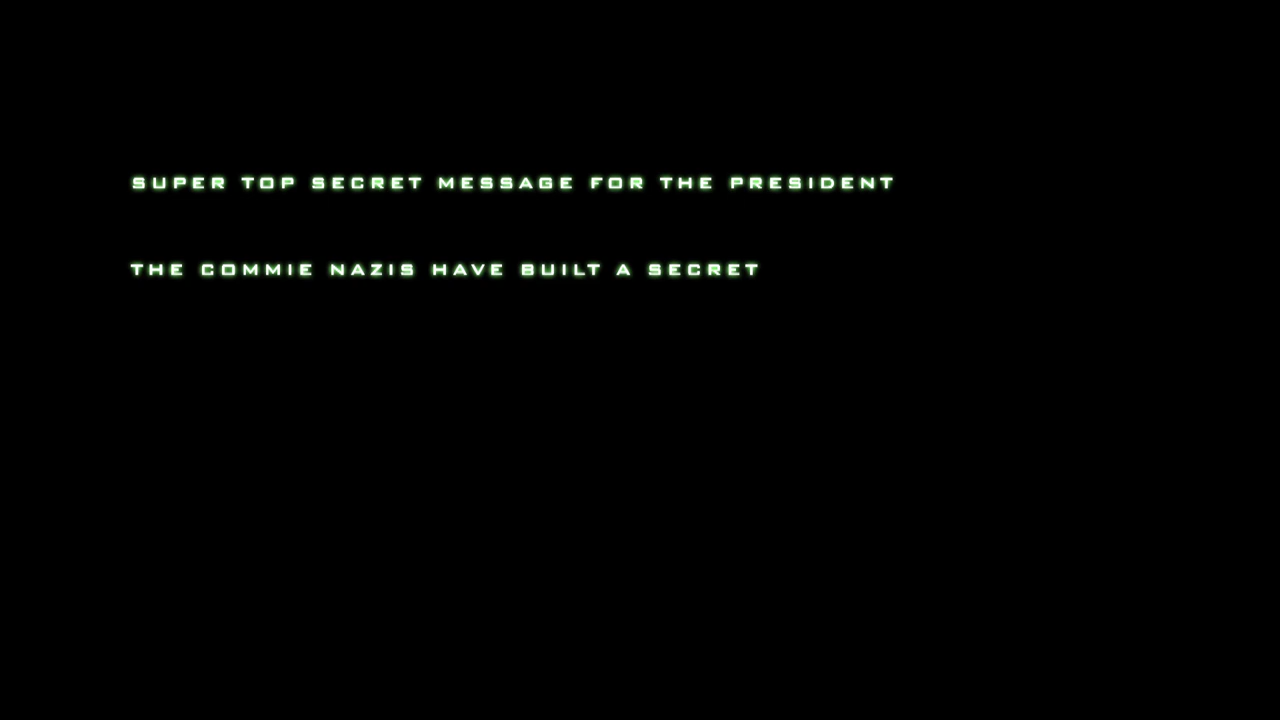 SUPER TOP SECRET MESSAGE FOR THE PRESIDENT
THE COMMIE NAZIS HAVE BUILT A SECRET